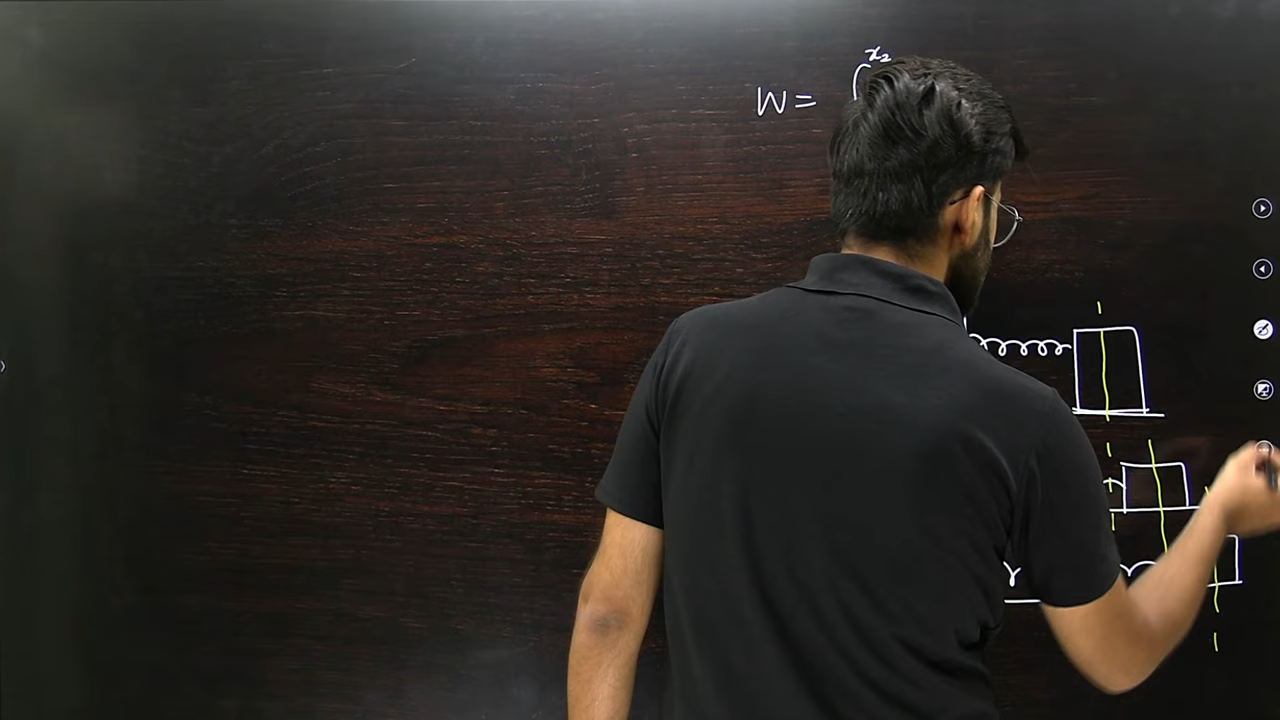 x₂
W = ∫